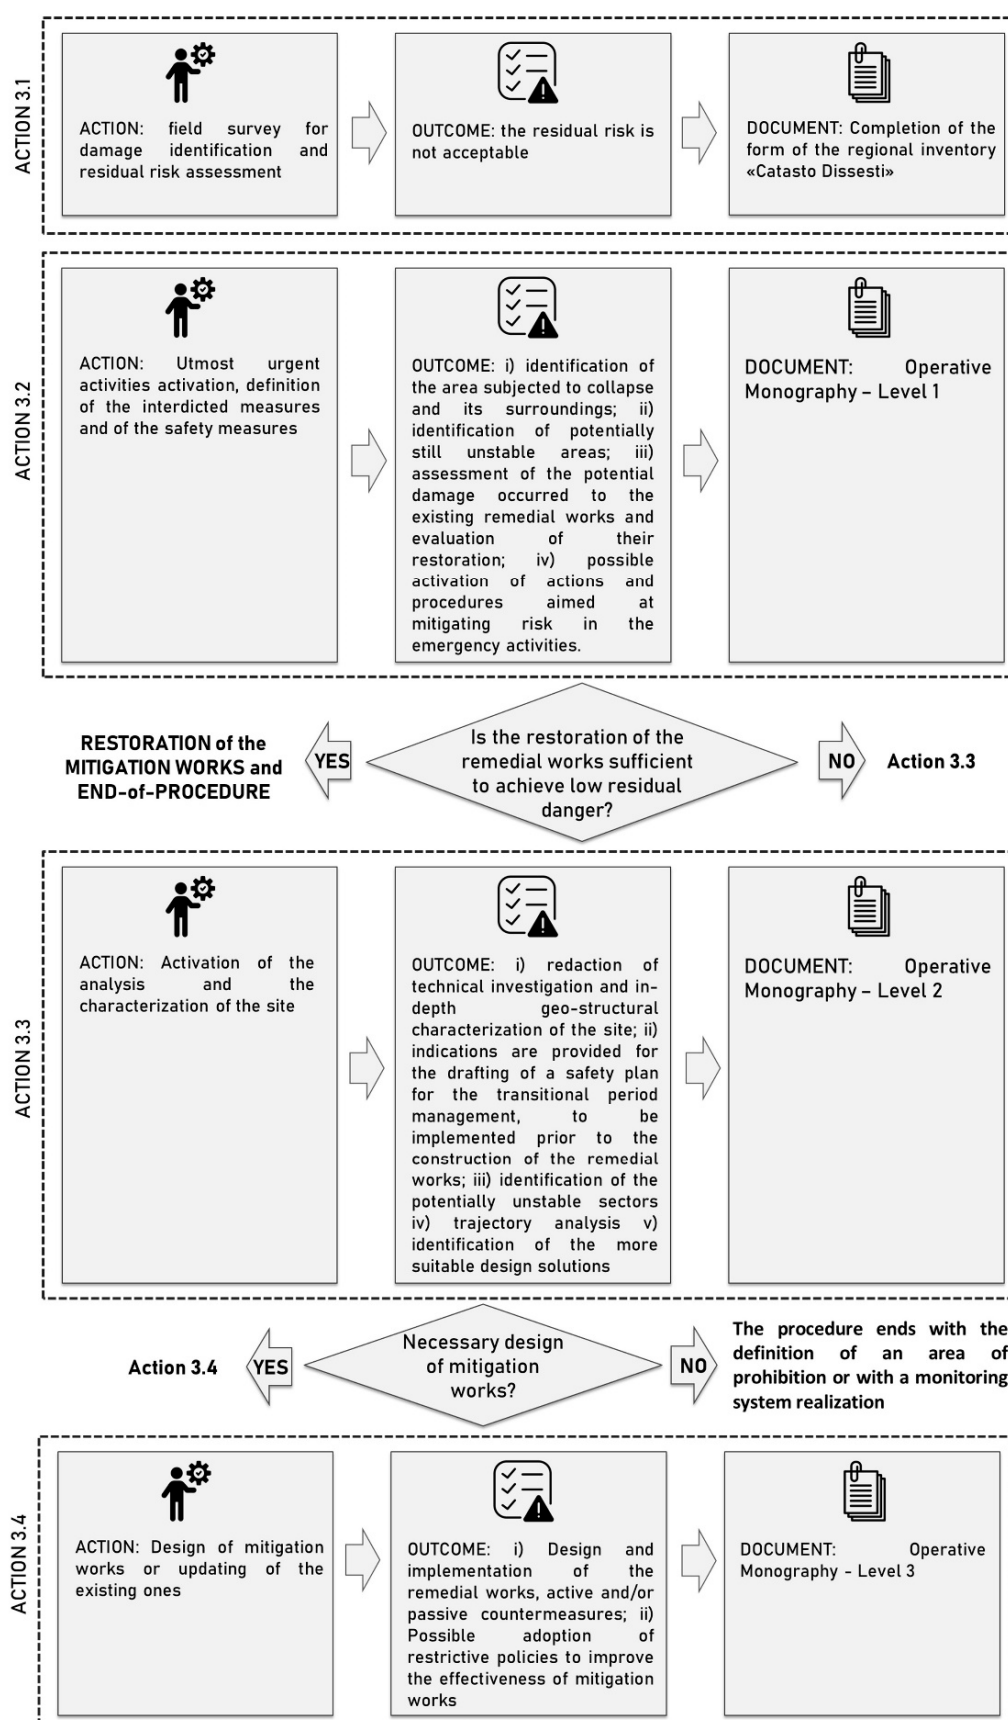 ACTION 3.1
ACTION: field survey for
damage identification and
residual risk assessment
OUTCOME: the residual risk is
not acceptable
DOCUMENT: Completion of the
form of the regional inventory
«Catasto Dissesti»
ACTION 3.2
ACTION: Utmost urgent
activities activation, definition
of the interdicted measures
and of the safety measures
OUTCOME: i) identification of
the area subjected to collapse
and its surroundings; ii)
identification of potentially
still unstable areas; iii)
assessment of the potential
damage occurred to the
existing remedial works and
evaluation of their
restoration; iv) possible
activation of actions and
procedures aimed at
mitigating risk in the
emergency activities.
DOCUMENT: Operative
Monography – Level 1
RESTORATION of the
MITIGATION WORKS and
END-of-PROCEDURE
YES
Is the restoration of the
remedial works sufficient
to achieve low residual
danger?
NO
Action 3.3
ACTION 3.3
ACTION: Activation of the
analysis and the
characterization of the site
OUTCOME: i) redaction of
technical investigation and in-
depth geo-structural
characterization of the site; ii)
indications are provided for
the drafting of a safety plan
for the transitional period
management, to be
implemented prior to the
construction of the remedial
works; iii) identification of the
potentially unstable sectors
iv) trajectory analysis v)
identification of the more
suitable design solutions
DOCUMENT: Operative
Monography – Level 2
Action 3.4
YES
Necessary design
of mitigation
works?
NO
The procedure ends with the
definition of an area of
prohibition or with a monitoring
system realization
ACTION 3.4
ACTION: Design of mitigation
works or updating of the
existing ones
OUTCOME: i) Design and
implementation of the
remedial works, active and/or
passive countermeasures; ii)
Possible adoption of
restrictive policies to improve
the effectiveness of mitigation
works
DOCUMENT: Operative
Monography - Level 3